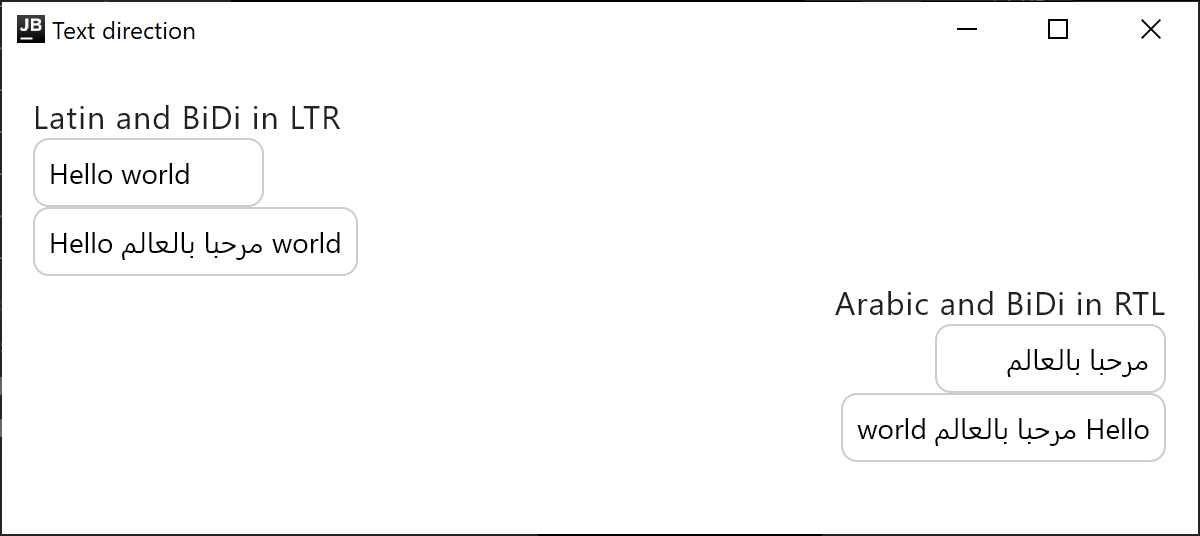 JB
Text direction
Latin and BiDi in LTR
Hello world
Hello مرحبا بالعالم world
Arabic and BiDi in RTL
مرحبا بالعالم
Hello مرحبا بالعالم world